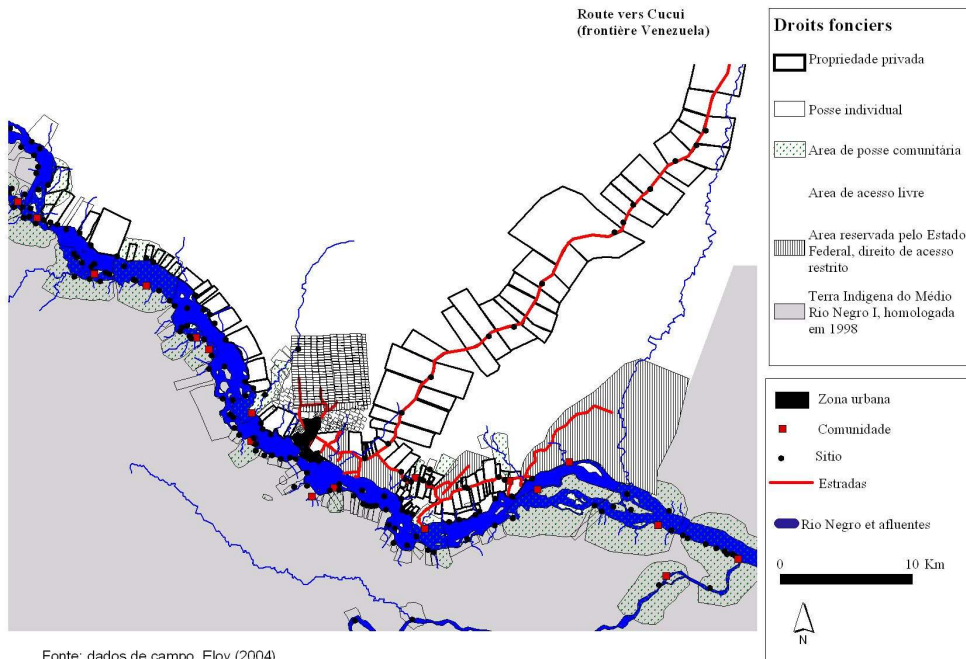 Route vers Cucui
(frontière Venezuela)
Droits fonciers
Propriedade privada
Posse individual
Area de posse comunitária
Area de acesso livre
Area reservada pelo Estado
Federal, direito de acesso
restrito
Terra Indigena do Médio
Rio Negro I, homologada
em 1998
Zona urbana
Comunidade
Sitio
Estradas
Rio Negro et afluentes
0 10 Km
N
Fonte: dados de campo, Eloy (2004)